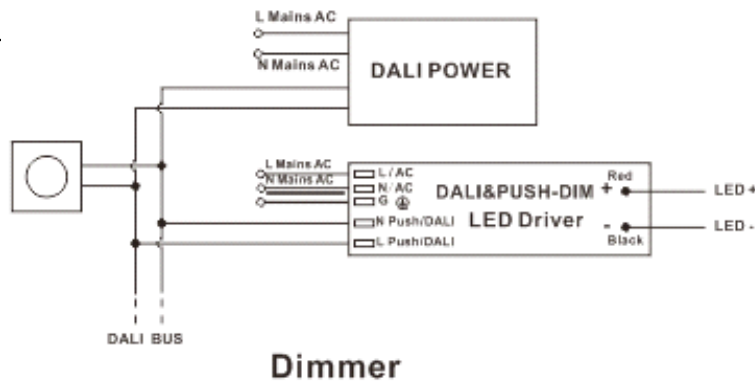 L Mains AC
N Mains AC
DALI POWER
L Mains AC
N Mains AC
L / AC
N/ AC
G
N Push/DALI
L Push/DALI
DALI&PUSH-DIM
LED Driver
Red
+
-
Black
LED +
LED -
DALI BUS
Dimmer